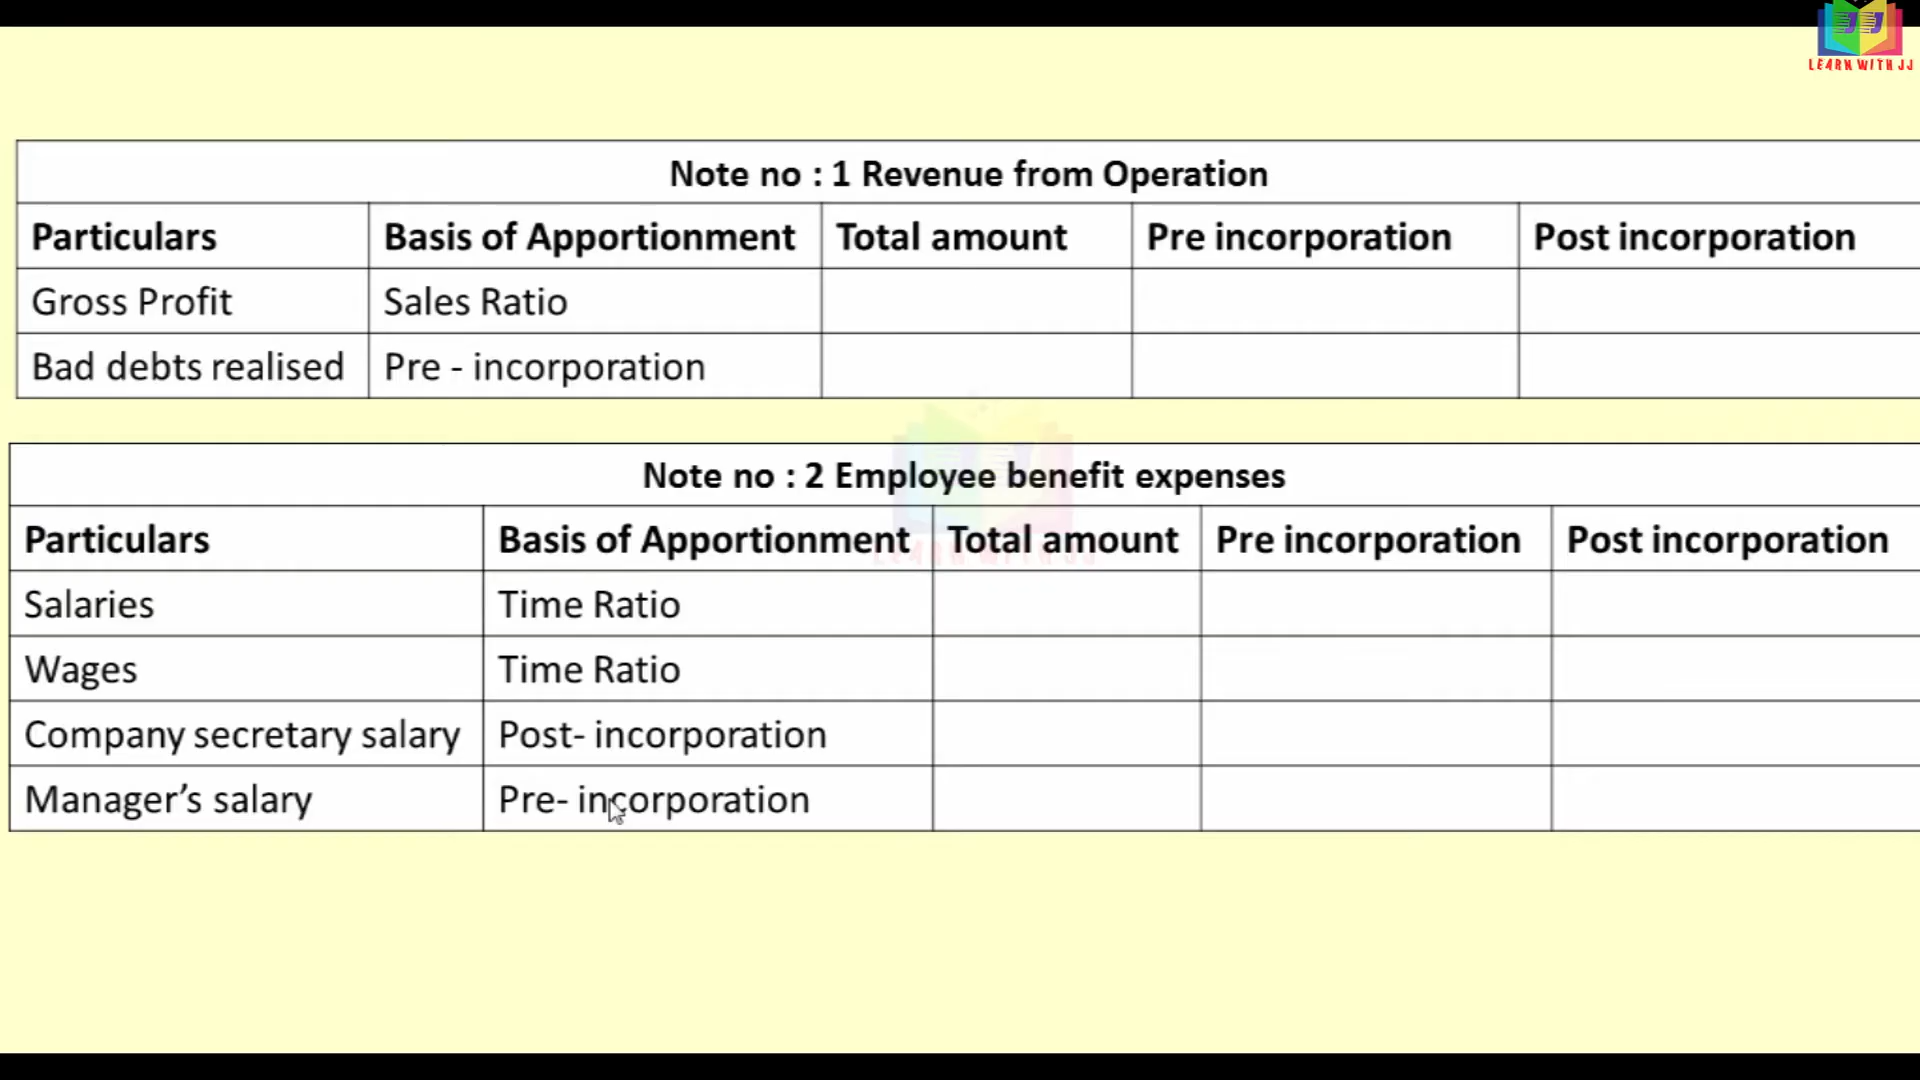 LEARN WITH JJ
Note no : 1 Revenue from Operation
Particulars Basis of Apportionment Total amount Pre incorporation Post incorporation
Gross Profit Sales Ratio
Bad debts realised Pre - incorporation
Note no : 2 Employee benefit expenses
Particulars Basis of Apportionment Total amount Pre incorporation Post incorporation
LEARN WITH JJ
Salaries Time Ratio
Wages Time Ratio
Company secretary salary Post- incorporation
Manager’s salary Pre- incorporation